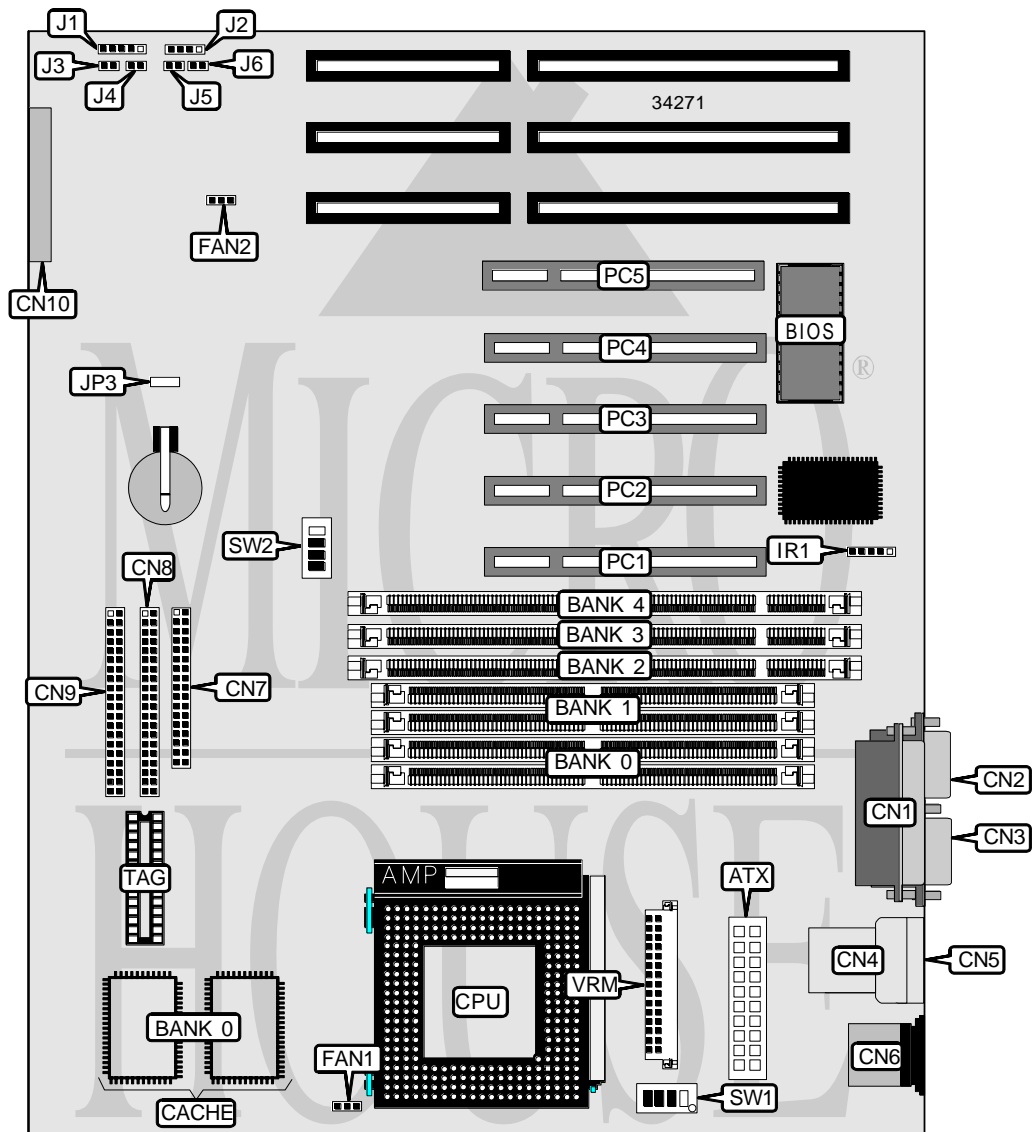 J1
J2
J3
J6
J4
J5
34271
FAN2
PC5
CN10
BIOS
PC4
JP3
®
PC3
MICRO
PC2
SW2
IR1
PC1
CN8
BANK 4
BANK 3
BANK 2
CN9
CN7
BANK 1
BANK 0
CN2
CN1
CN3
HOUSE
AMP
TAG
ATX
CN4
CN5
VRM
CPU
BANK 0
FAN1
CN6
SW1
CACHE